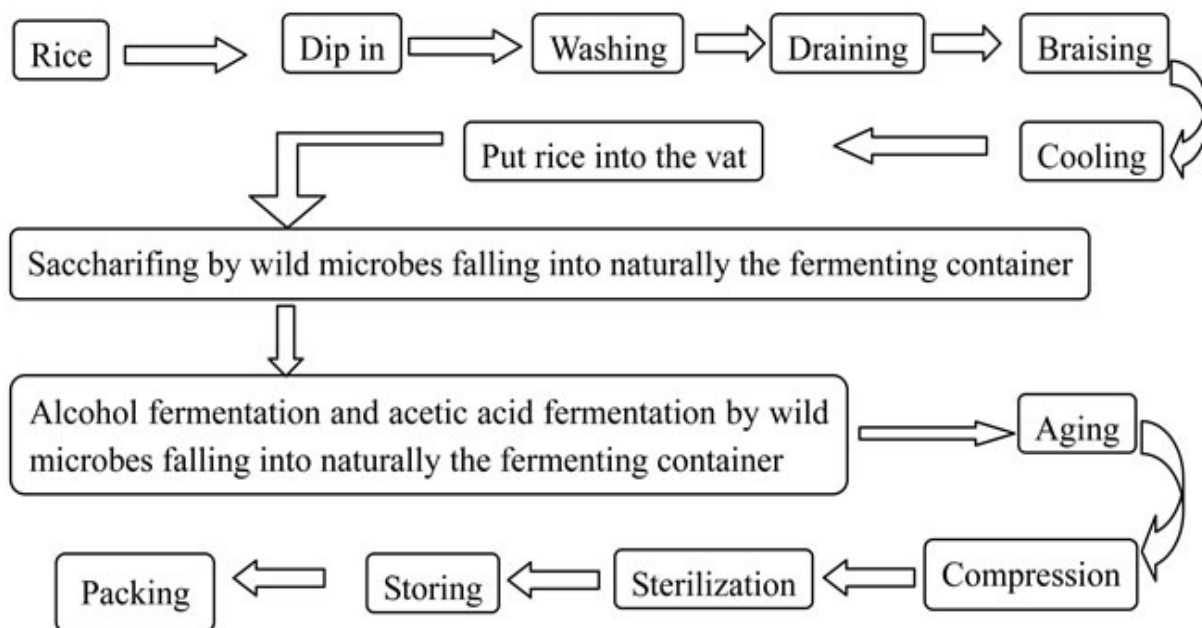 Rice
Dip in
Washing
Draining
Braising
Cooling
Put rice into the vat
Saccharifing by wild microbes falling into naturally the fermenting container
Alcohol fermentation and acetic acid fermentation by wild
microbes falling into naturally the fermenting container
Aging
Compression
Sterilization
Storing
Packing